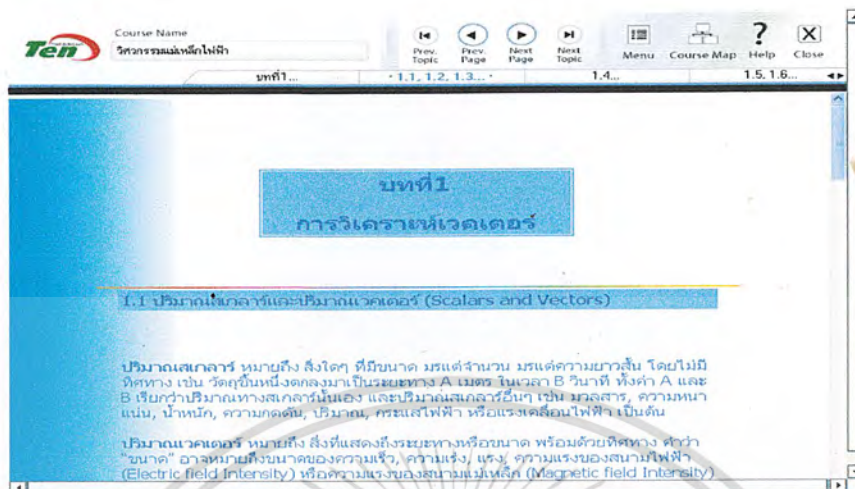 Ten
Course Name
วิศวกรรมแม่เหล็กไฟฟ้า
Prev. Topic
Prev. Page
Next Page
Next Topic
Menu
Course Map
Help
Close
บทที่1...
· 1.1, 1.2, 1.3... ·
1.4...
1.5, 1.6...
บทที่1
การวิเคราะห์เวคเตอร์
1.1 ปริมาณสเกลาร์และปริมาณเวคเตอร์ (Scalars and Vectors)
ปริมาณสเกลาร์ หมายถึง สิ่งใดๆ ที่มีขนาด มรแต่จำนวน มรแต่ความยาวสั้น โดยไม่มี
ทิศทาง เช่น วัตถุชิ้นหนึ่งตกลงมาเป็นระยะทาง A เมตร ในเวลา B วินาที ทั้งค่า A และ
B เรียกว่าปริมาณทางสเกลาร์นั่นเอง และปริมาณสเกลาร์อื่นๆ เช่น มวลสาร, ความหนา
แน่น, น้ำหนัก, ความกดดัน, ปริมาณ, กระแสไฟฟ้า หรือแรงเคลื่อนไฟฟ้า เป็นต้น
ปริมาณเวคเตอร์ หมายถึง สิ่งที่แสดงถึงระยะทางหรือขนาด พร้อมด้วยทิศทาง คำว่า
"ขนาด" อาจหมายถึงขนาดของความเร็ว, ความเร่ง, แรง, ความแรงของสนามไฟฟ้า
(Electric field Intensity) หรือความแรงของสนามแม่เหล็ก (Magnetic field Intensity)